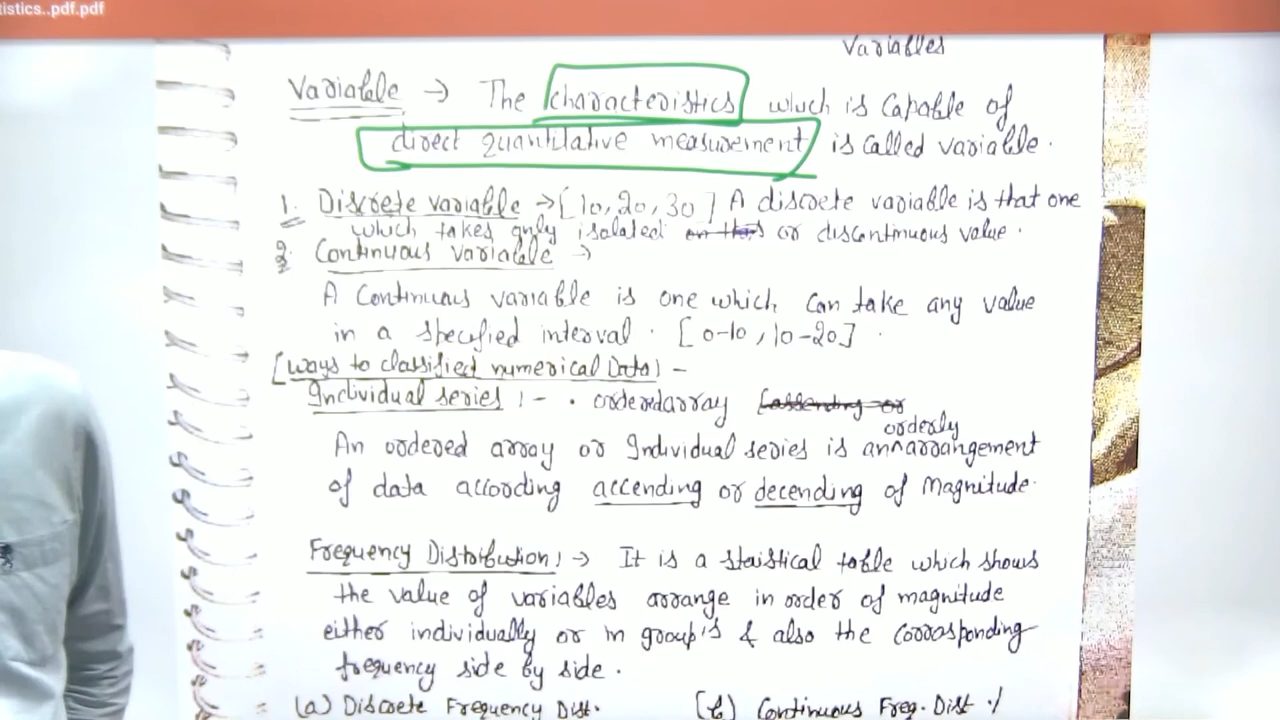 tistics..pdf.pdf
Variables
Variable → The characteristics which is capable of
direct quantitative measurement is called variable.
1. Discrete variable → [10, 20, 30] A discrete variable is that one
which takes only isolated or discontinuous value.
2. Continuous variable →
A Continuous variable is one which can take any value
in a specified interval. [0-10, 10-20]
[Ways to classified numerical Data) -
Individual series :- . orderdarray
orderly
An ordered array or Individual series is an^arrangement
of data according accending or decending of Magnitude.
Frequency Distribution: → It is a staistical table which shows
the value of variables arrange in order of magnitude
either individually or in group's & also the corrosponding
frequency side by side.
(a) Discrete Frequency Dist. (b) Continuous Freq. Dist ./